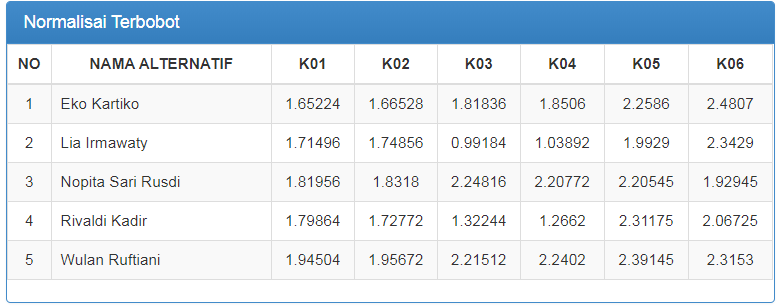 Normalisai Terbobot
NO NAMA ALTERNATIF K01 K02 K03 K04 K05 K06
1 Eko Kartiko 1.65224 1.66528 1.81836 1.8506 2.2586 2.4807
2 Lia Irmawaty 1.71496 1.74856 0.99184 1.03892 1.9929 2.3429
3 Nopita Sari Rusdi 1.81956 1.8318 2.24816 2.20772 2.20545 1.92945
4 Rivaldi Kadir 1.79864 1.72772 1.32244 1.2662 2.31175 2.06725
5 Wulan Ruftiani 1.94504 1.95672 2.21512 2.2402 2.39145 2.3153